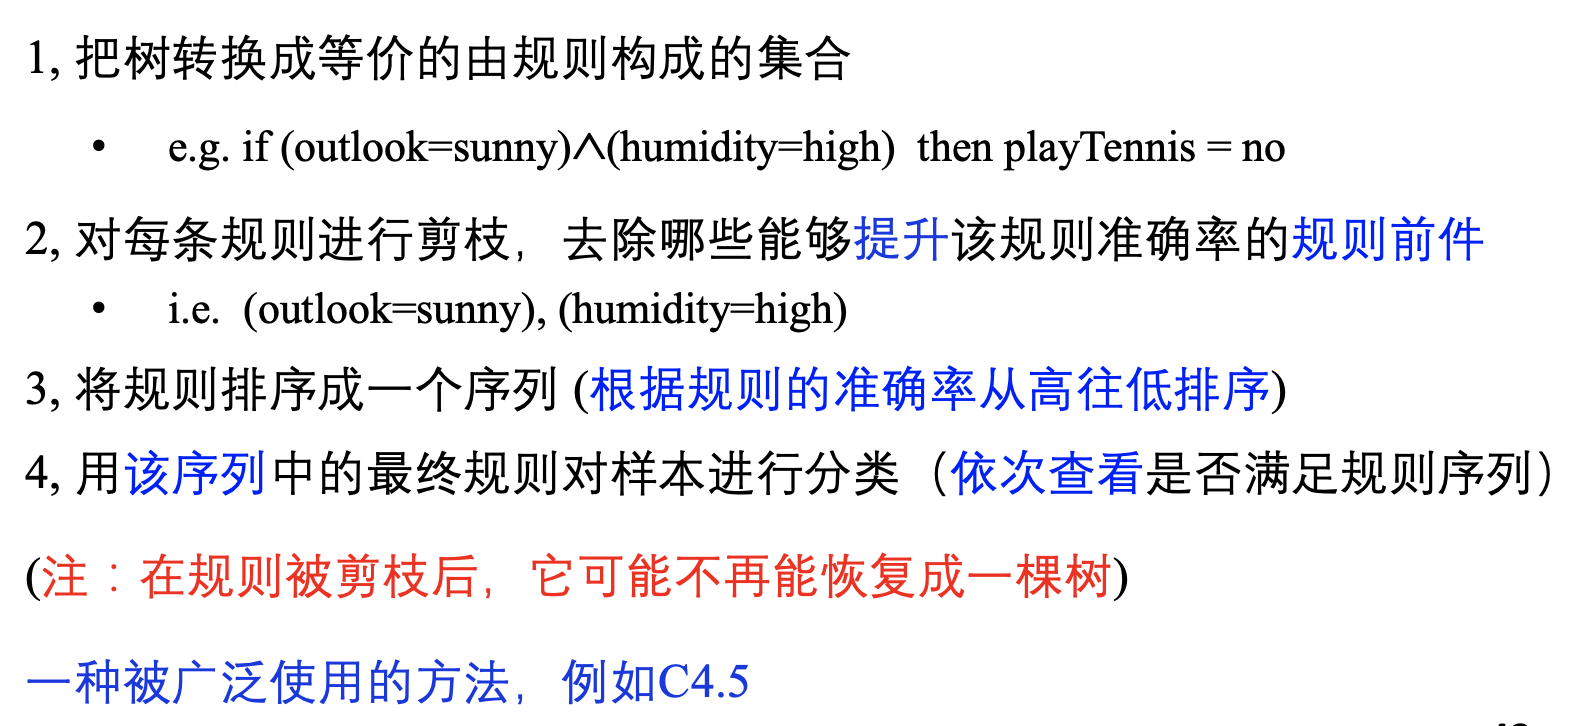 1, 把树转换成等价的由规则构成的集合
• e.g. if (outlook=sunny)∧(humidity=high) then playTennis = no
2, 对每条规则进行剪枝，去除哪些能够提升该规则准确率的规则前件
• i.e. (outlook=sunny), (humidity=high)
3, 将规则排序成一个序列 (根据规则的准确率从高往低排序)
4, 用该序列中的最终规则对样本进行分类（依次查看是否满足规则序列）
(注：在规则被剪枝后，它可能不再能恢复成一棵树)
一种被广泛使用的方法，例如C4.5